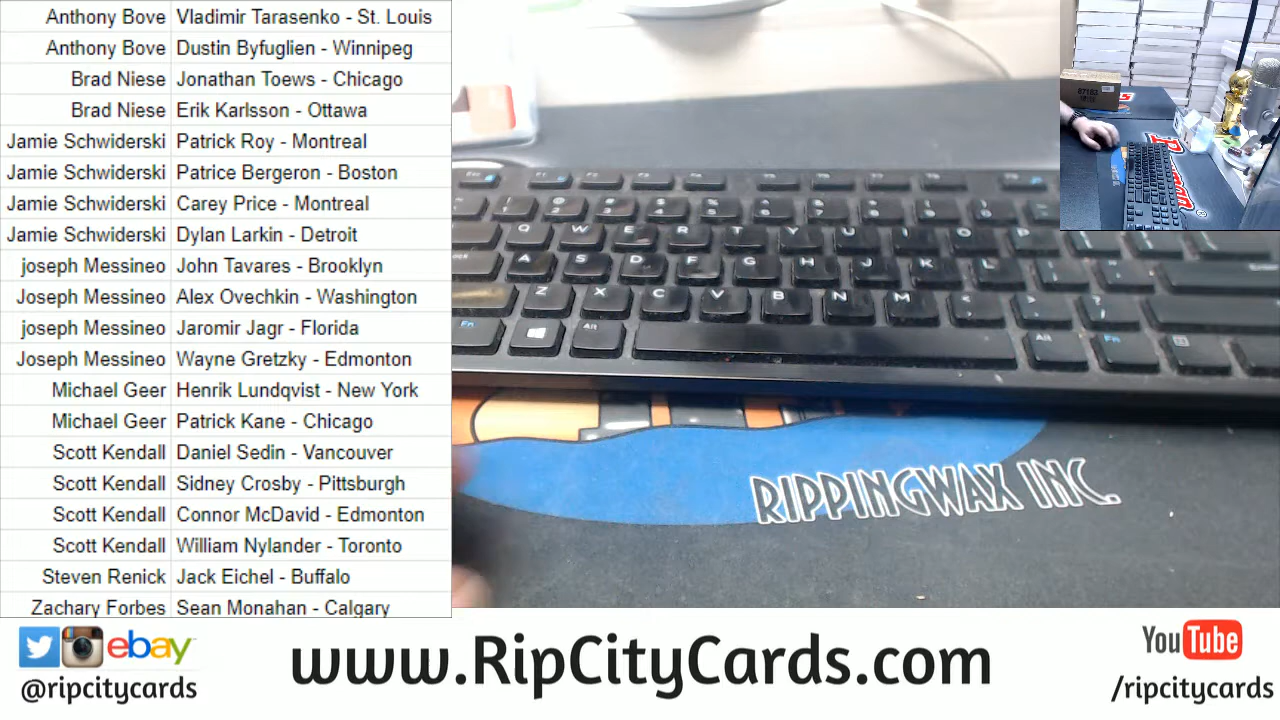 Anthony Bove Vladimir Tarasenko - St. Louis
Anthony Bove Dustin Byfuglien - Winnipeg
Brad Niese Jonathan Toews - Chicago
Brad Niese Erik Karlsson - Ottawa
Jamie Schwiderski Patrick Roy - Montreal
Jamie Schwiderski Patrice Bergeron - Boston
Jamie Schwiderski Carey Price - Montreal
Jamie Schwiderski Dylan Larkin - Detroit
joseph Messineo John Tavares - Brooklyn
Joseph Messineo Alex Ovechkin - Washington
joseph Messineo Jaromir Jagr - Florida
Joseph Messineo Wayne Gretzky - Edmonton
Michael Geer Henrik Lundqvist - New York
Michael Geer Patrick Kane - Chicago
Scott Kendall Daniel Sedin - Vancouver
Scott Kendall Sidney Crosby - Pittsburgh
Scott Kendall Connor McDavid - Edmonton
Scott Kendall William Nylander - Toronto
Steven Renick Jack Eichel - Buffalo
Zachary Forbes Sean Monahan - Calgary
Q W E R T Y U I O P
A S D F G H J K L
Z X C V B N M
Fn Alt Alt Fn
RIPPINGWAX INC.
ebay
@ripcitycards
www.RipCityCards.com
YouTube
/ripcitycards